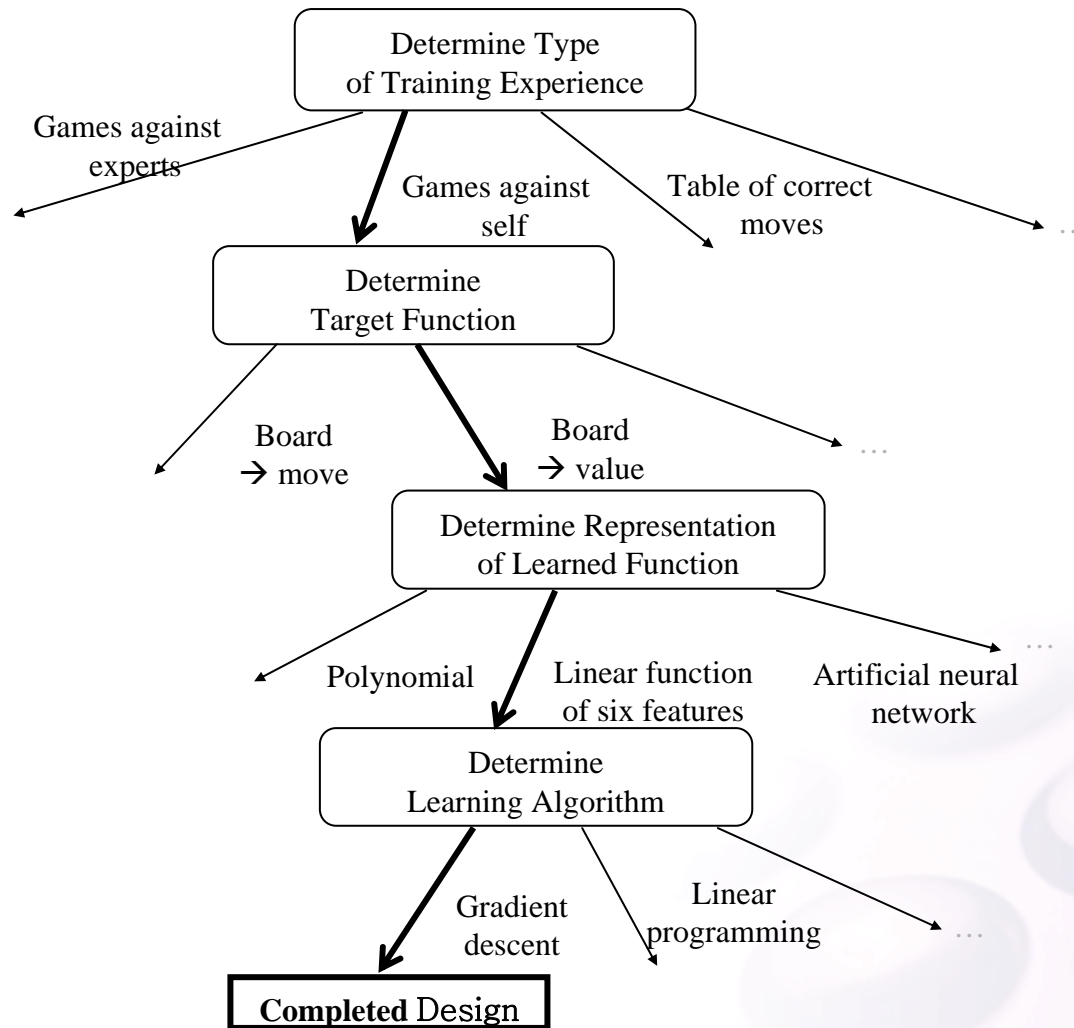 Determine Type
of Training Experience
Games against
experts
Games against
self
Table of correct
moves
…
Determine
Target Function
Board
→ move
Board
→ value
…
Determine Representation
of Learned Function
Polynomial
Linear function
of six features
Artificial neural
network
…
Determine
Learning Algorithm
Gradient
descent
Linear
programming
…
Completed Design